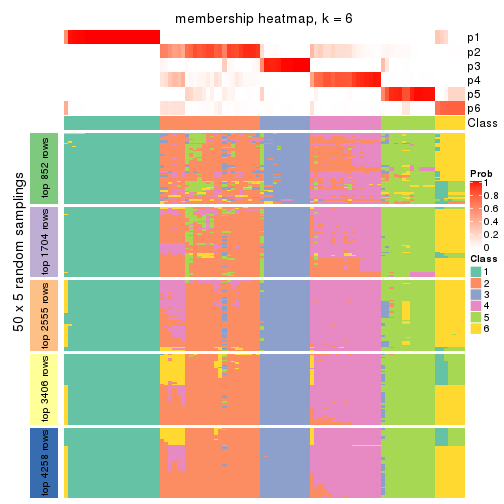 membership heatmap, k = 6
p1
p2
p3
p4
p5
p6
Class
50 x 5 random samplings
top 852 rows
top 1704 rows
top 2555 rows
top 3406 rows
top 4258 rows
Prob
1
0.8
0.6
0.4
0.2
0
Class
1
2
3
4
5
6